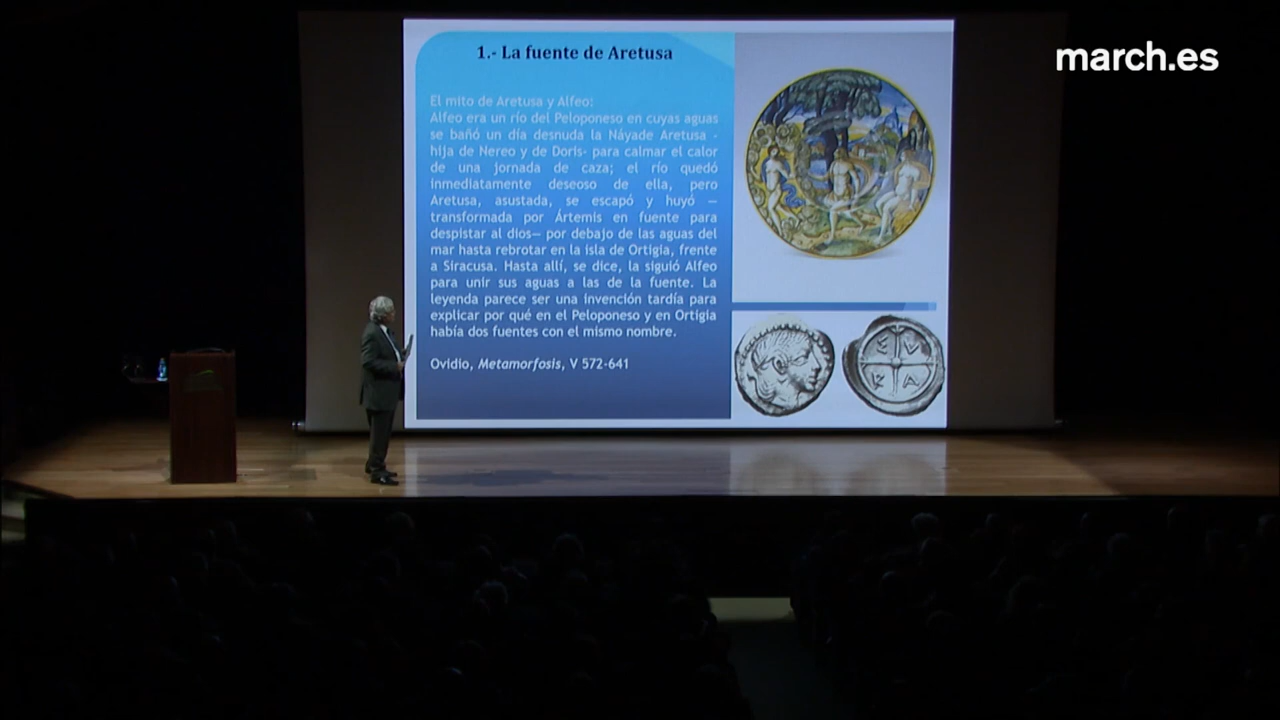 march.es
1.- La fuente de Aretusa
El mito de Aretusa y Alfeo:
Alfeo era un río del Peloponeso en cuyas aguas
se bañó un día desnuda la Náyade Aretusa -
hija de Nereo y de Doris- para calmar el calor
de una jornada de caza; el río quedó
inmediatamente deseoso de ella, pero
Aretusa, asustada, se escapó y huyó —
transformada por Ártemis en fuente para
despistar al dios— por debajo de las aguas del
mar hasta rebrotar en la isla de Ortigia, frente
a Siracusa. Hasta allí, se dice, la siguió Alfeo
para unir sus aguas a las de la fuente. La
leyenda parece ser una invención tardía para
explicar por qué en el Peloponeso y en Ortigia
había dos fuentes con el mismo nombre.
Ovidio, Metamorfosis, V 572-641